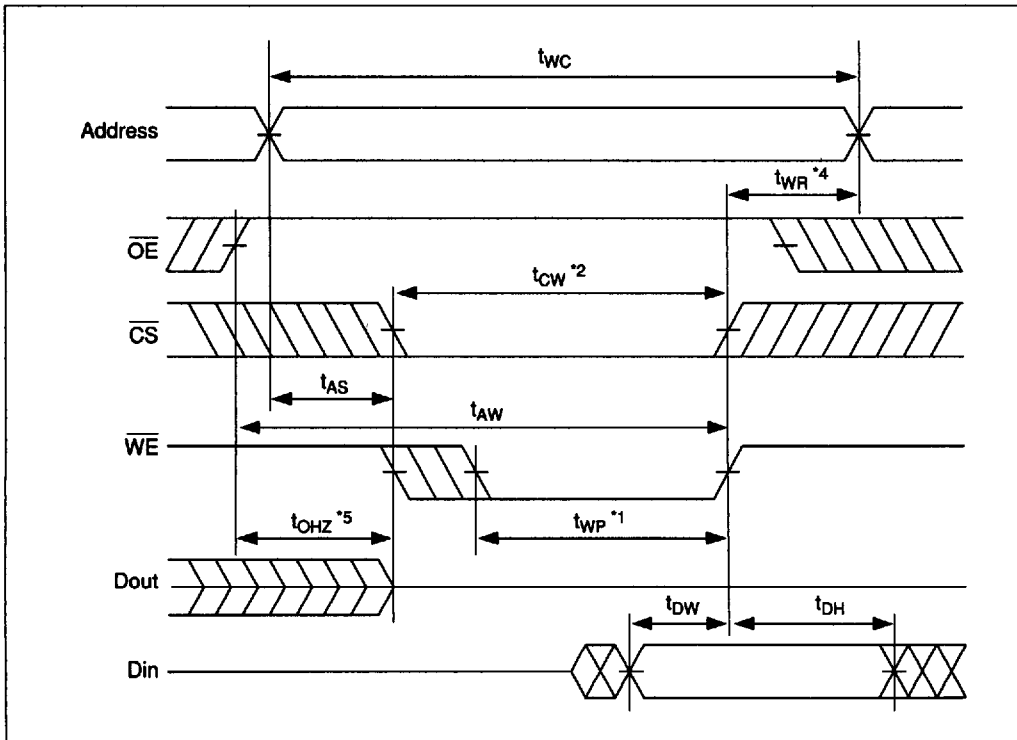 tWC
Address
tWR *4
OE
tCW *2
CS
tAS
tAW
WE
tOHZ *5
tWP *1
Dout
tDW
tDH
Din